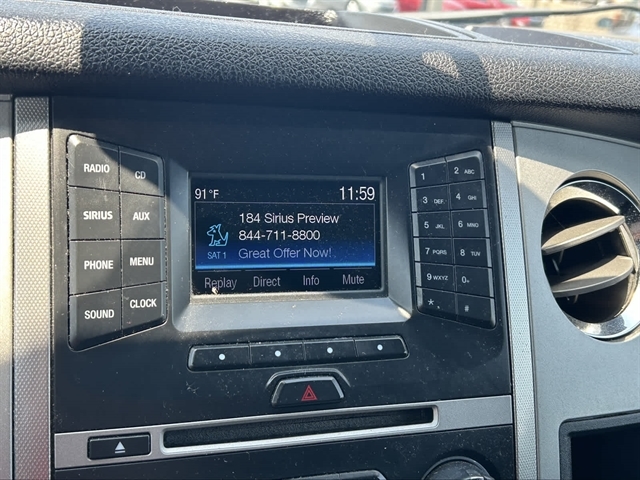 RADIO
CD
SIRIUS
AUX
PHONE
MENU
SOUND
CLOCK
91°F 11:59
184 Sirius Preview
844-711-8800
SAT 1 Great Offer Now!
Replay Direct Info Mute
1 2 ABC
3 DEF 4 GHI
5 JKL 6 MNO
7 PQRS 8 TUV
9 WXYZ 0
* #